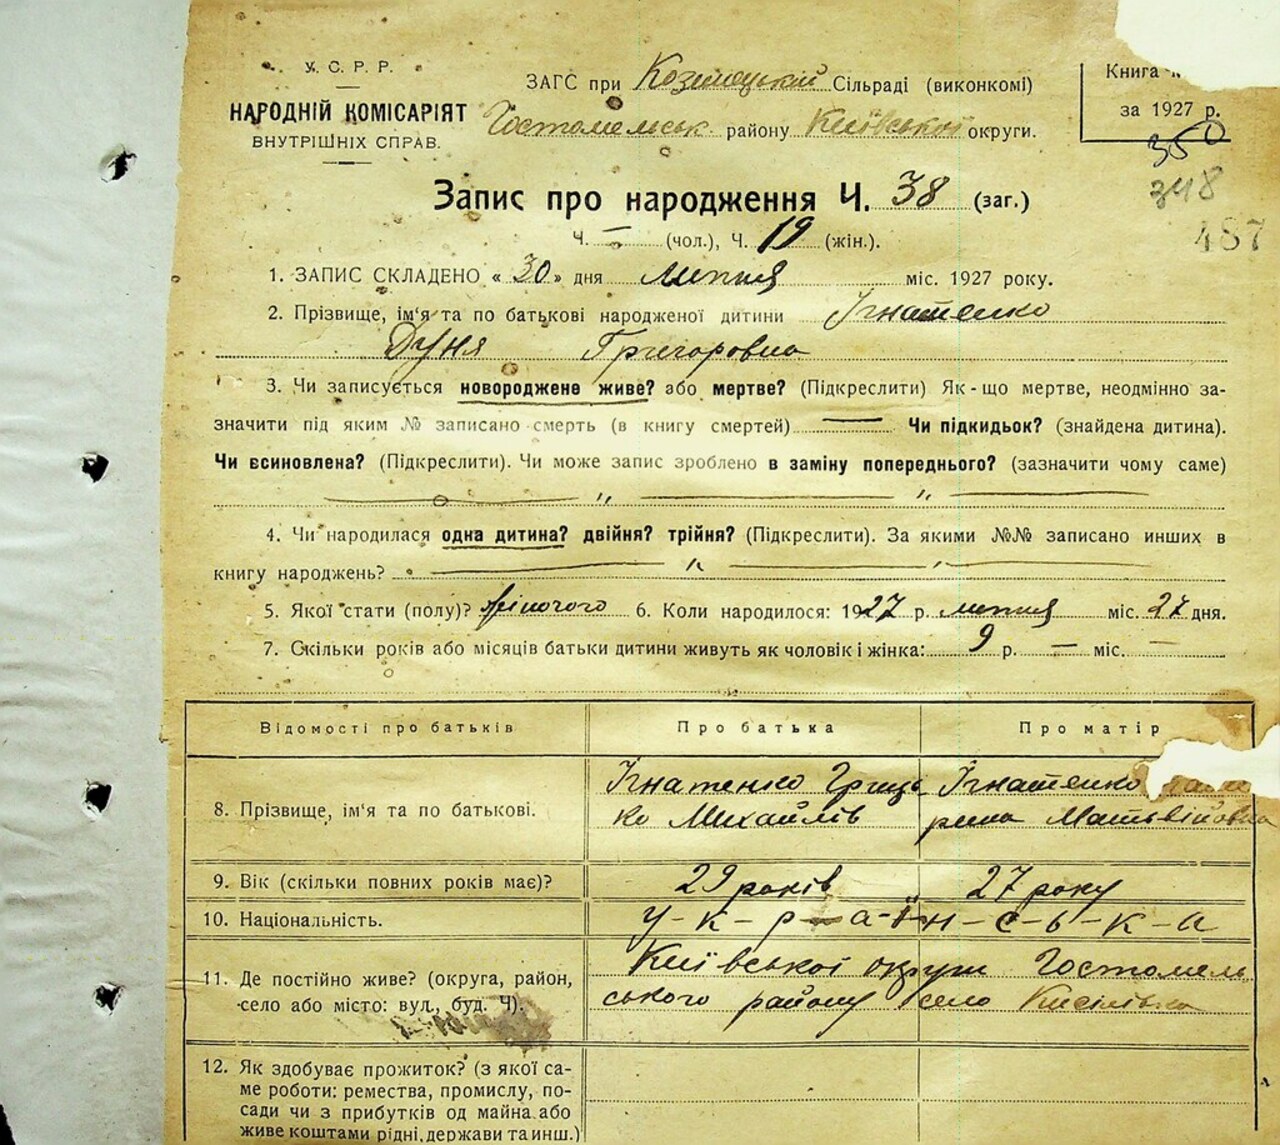 У. С. Р. Р.
НАРОДНІЙ КОМІСАРІЯТ
ВНУТРІШНІХ СПРАВ.
ЗАГС при Козинецькій Сільраді (виконкомі)
Гостомельськ. району Київської округи.
Книга
за 1927 р.
350
348
487
Запис про народження Ч. 38 (заг.)
Ч. — (чол.), Ч. 19 (жін.).
1. ЗАПИС СКЛАДЕНО « 30 » дня липня міс. 1927 року.
2. Прізвище, ім'я та по батькові народженої дитини Ігнатенко
Дуня Григоровна
3. Чи записується новороджене живе? або мертве? (Підкреслити) Як-що мертве, неодмінно за-
значити під яким № записано смерть (в книгу смертей) — Чи підкидьок? (знайдена дитина).
Чи всиновлена? (Підкреслити). Чи може запис зроблено в заміну попереднього? (зазначити чому саме)
— „ — „ —
4. Чи народилася одна дитина? двійня? трійня? (Підкреслити). За якими №№ записано инших в
книгу народжень? — „ — „ —
5. Якої стати (полу)? жіночого 6. Коли народилося: 1927 р. липня міс. 27 дня.
7. Скільки років або місяців батьки дитини живуть як чоловік і жінка: 9 р. — міс. —
Відомості про батьків Про батька Про матір
8. Прізвище, ім'я та по батькові. Ігнатенко Грицько Михайлів Ігнатенко рина Матьвійовна
9. Вік (скільки повних років має)? 29 років „ 27 року
10. Національність. У-к-р-а-ї-н-с-ь-к-а
11. Де постійно живе? (округа, район, Київської округи Гостомель
село або місто: вул., буд. Ч). ського району село
12. Як здобуває прожиток? (з якої са-
ме роботи: ремества, промислу, по-
сади чи з прибутків од майна або
живе коштами рідні, держави та инш.)